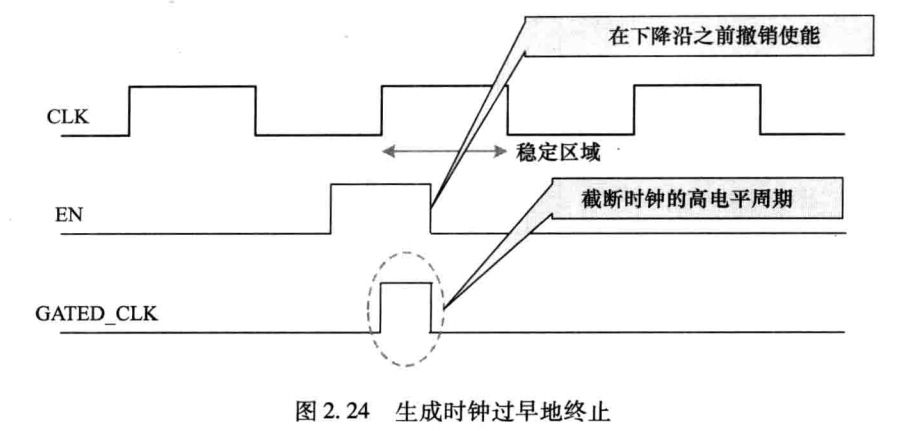 在下降沿之前撤销使能
CLK
稳定区域
EN
截断时钟的高电平周期
GATED_CLK
图2.24 生成时钟过早地终止